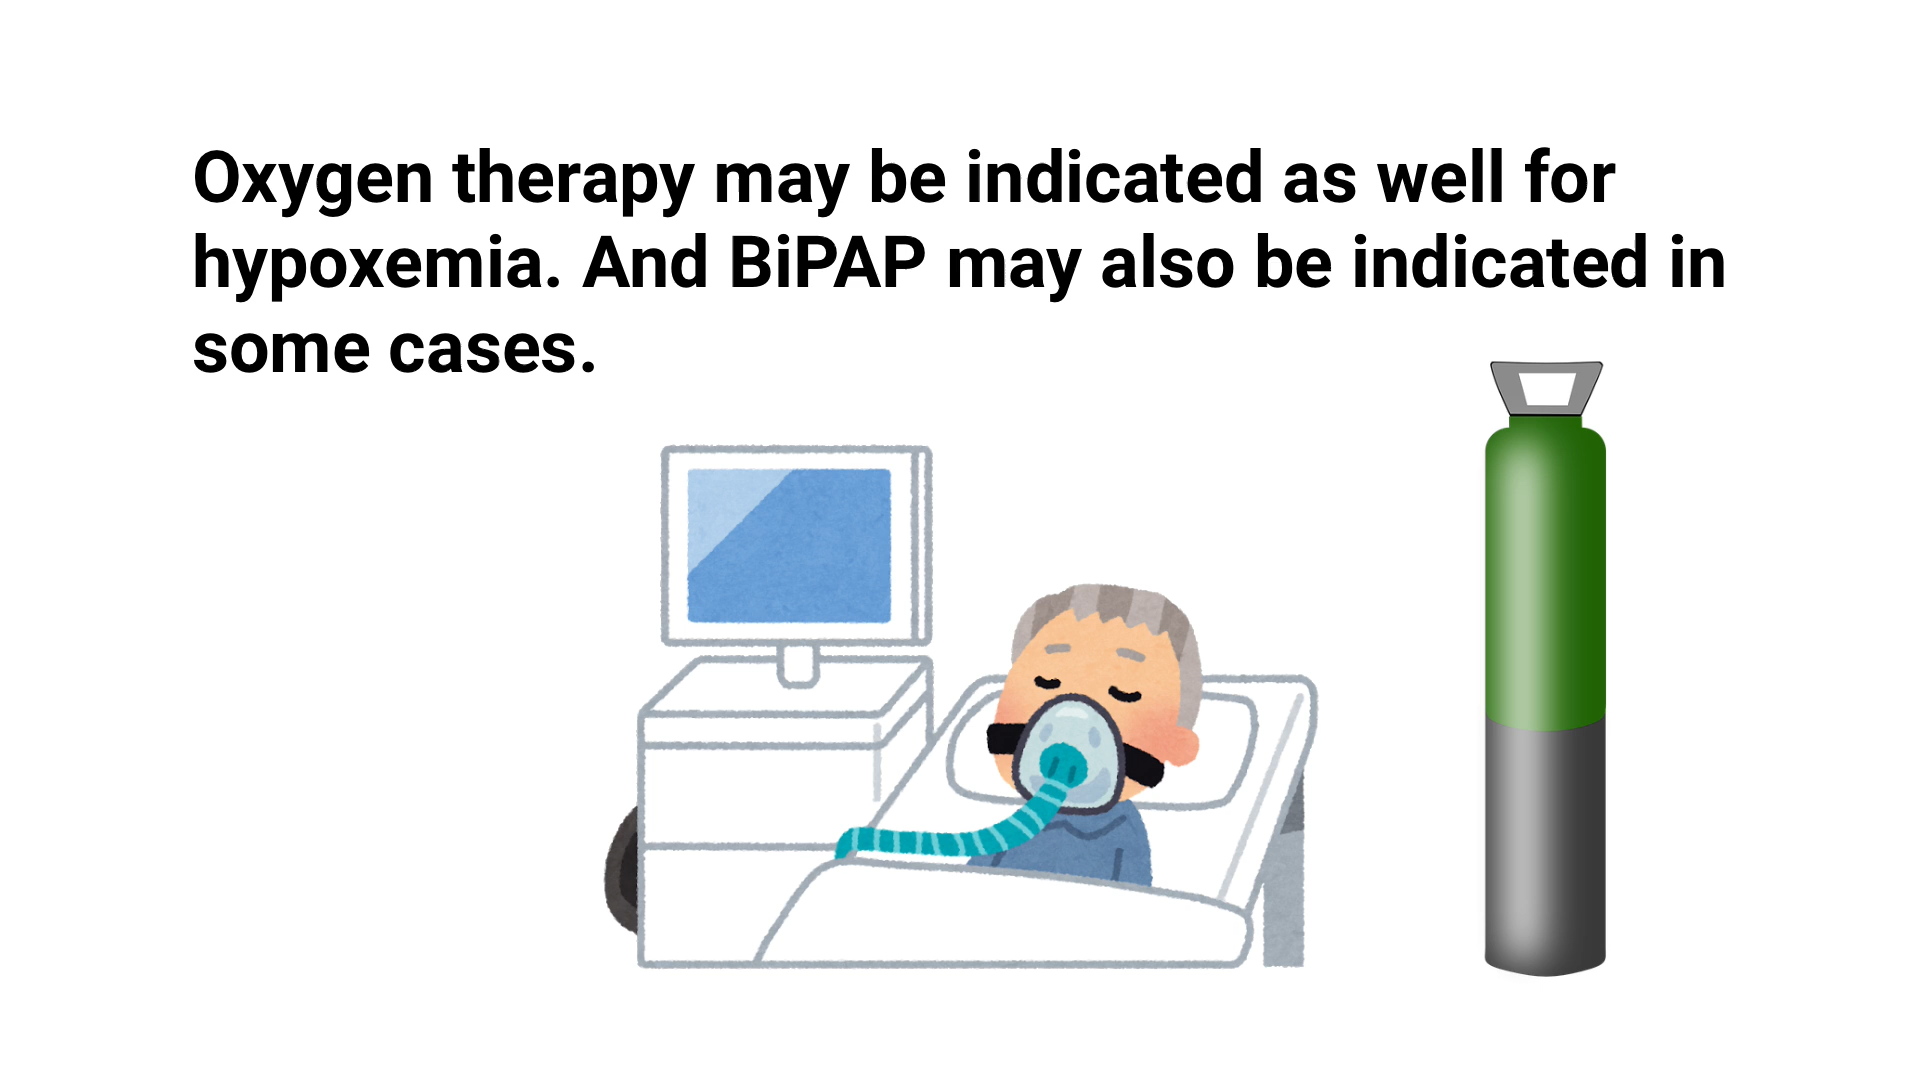 Oxygen therapy may be indicated as well for
hypoxemia. And BiPAP may also be indicated in
some cases.